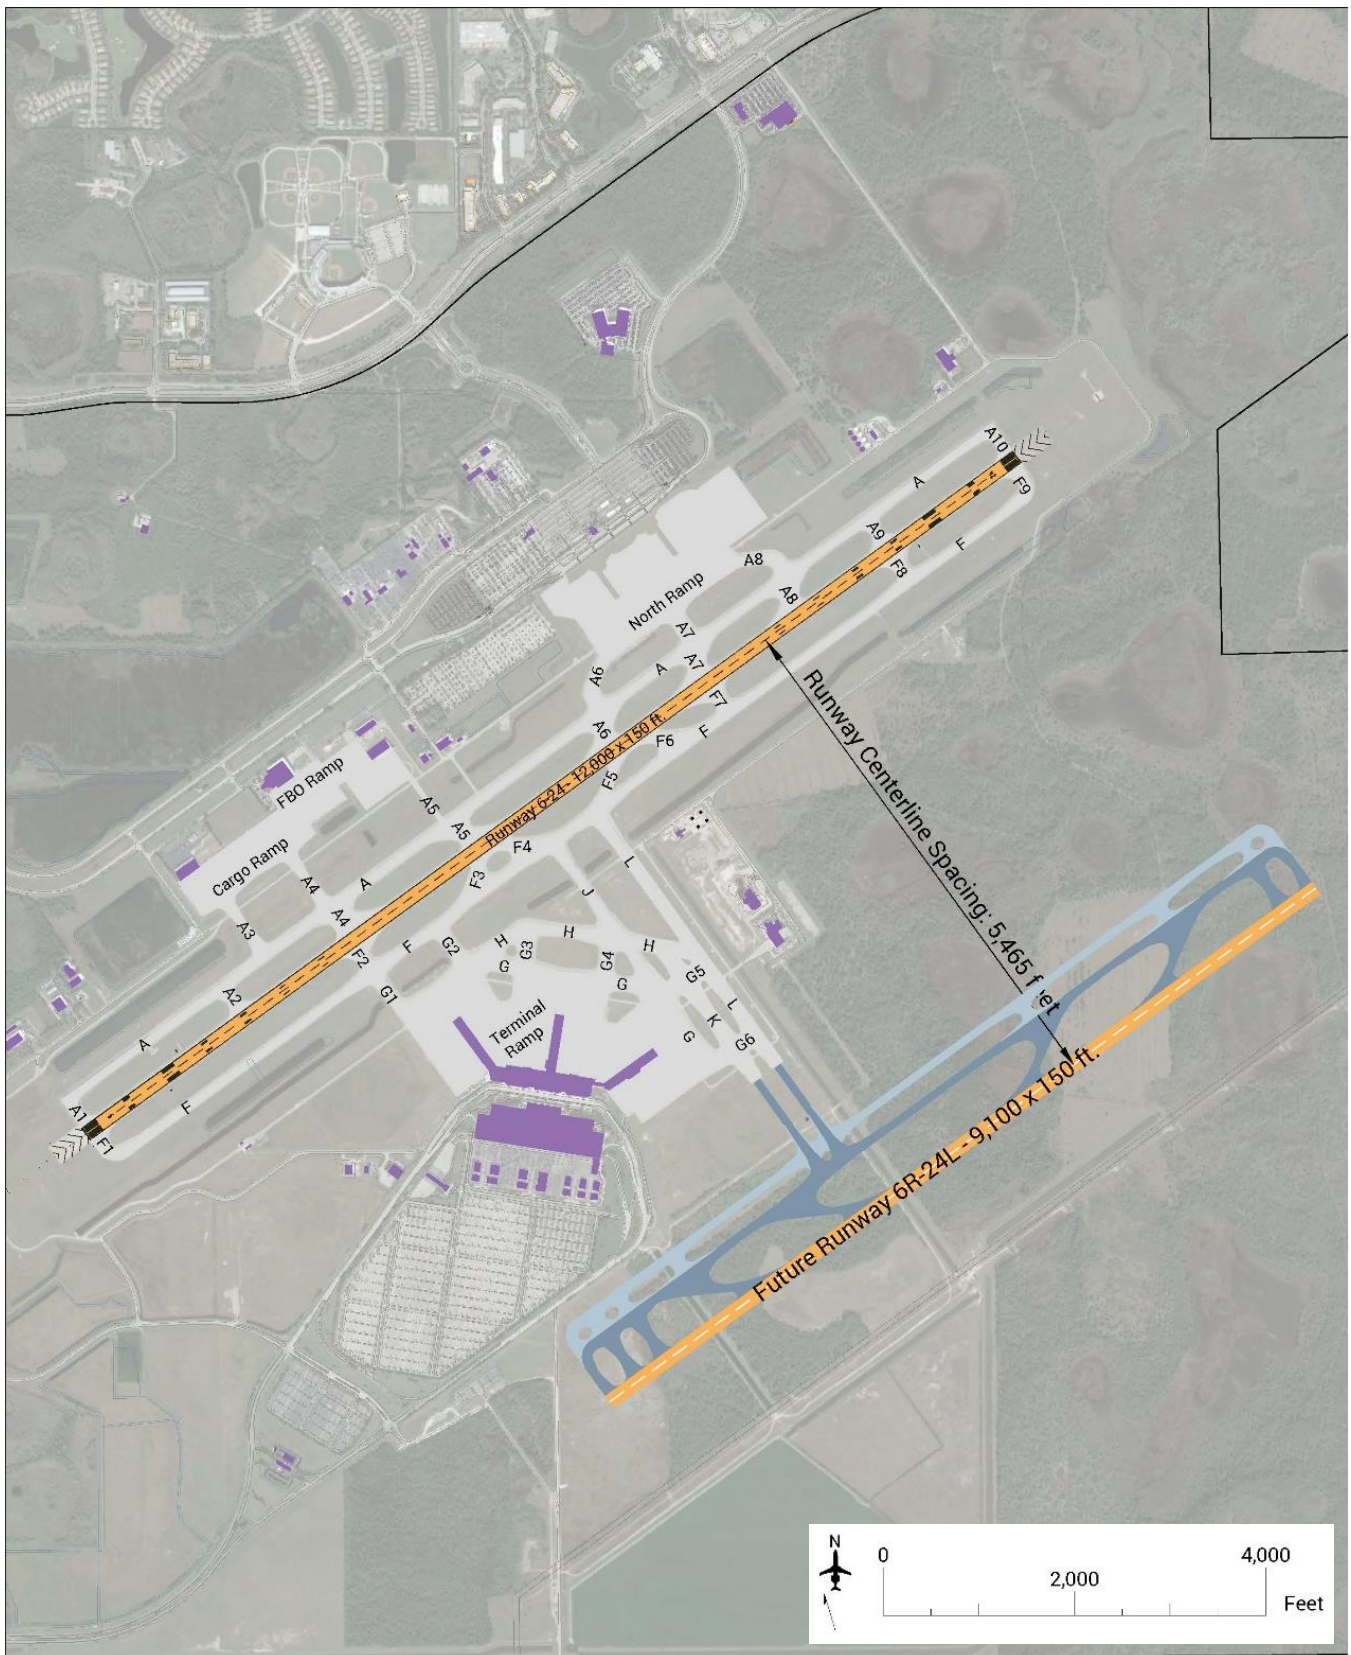 A10
F9
A
A9
F
F8
A8
A8
North Ramp
A7
A7
A6
A
F7
F
F6
A6
F5
Runway 6-24 - 12,000 x 150 ft.
Runway Centerline Spacing: 5,465 feet
FBO Ramp
A5
A5
Cargo Ramp
F4
F3
L
J
A4
A
A4
A3
F2
F
G2
H
G3
H
G4
H
G
G
G5
G1
A2
L
K
G
G6
Terminal
Ramp
A
F
A1
F1
Future Runway 6R-24L - 9,100 x 150 ft.
N
0
4,000
2,000
Feet